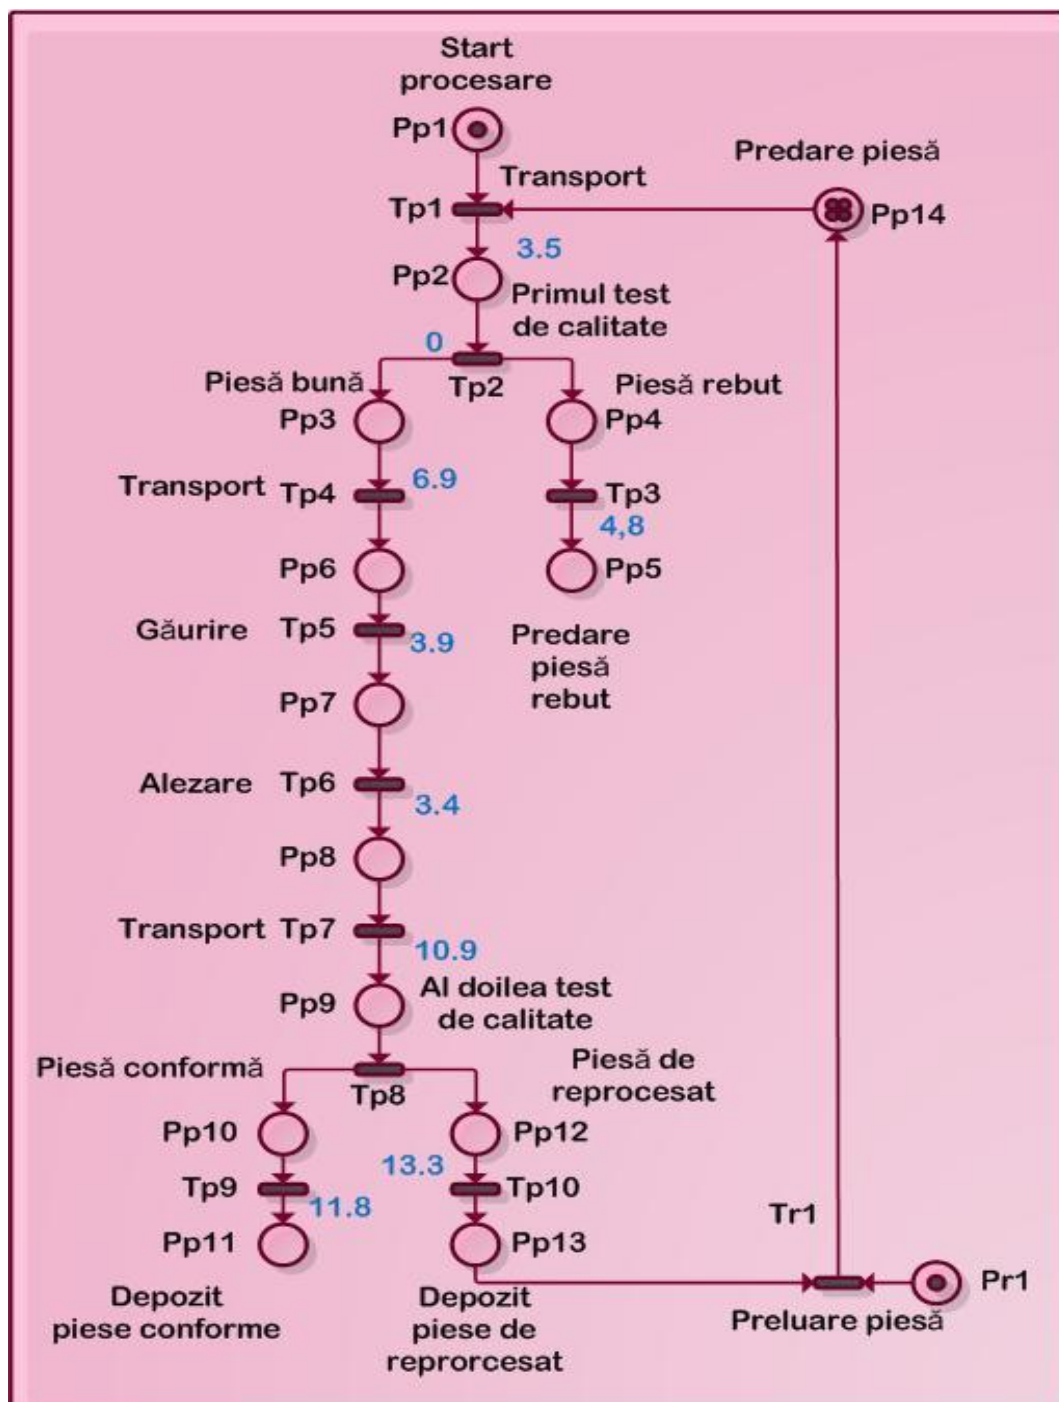 Start
procesare
Pp1
Predare piesă
Transport
Tp1
Pp14
3.5
Pp2
Primul test
de calitate
0
Piesă bună
Tp2
Piesă rebut
Pp3
Pp4
Transport
Tp4
6.9
Tp3
4,8
Pp6
Pp5
Găurire
Tp5
3.9
Predare
piesă
rebut
Pp7
Alezare
Tp6
3.4
Pp8
Transport
Tp7
10.9
Pp9
Al doilea test
de calitate
Piesă conformă
Tp8
Piesă de
reprocesat
Pp10
Pp12
13.3
Tp9
Tp10
11.8
Tr1
Pp11
Pp13
Pr1
Depozit
piese conforme
Depozit
piese de
reprorcesat
Preluare piesă